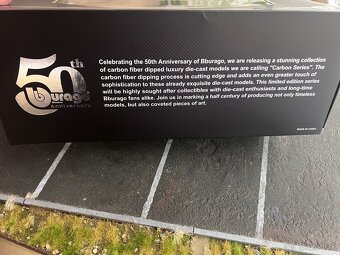 50th
Bburago
Anniversary
Celebrating the 50th Anniversary of Bburago, we are releasing a stunning collection
of carbon fiber dipped luxury die-cast models we are calling "Carbon Series". The
carbon fiber dipping process is cutting edge and adds an even greater touch of
sophistication to these already exquisite die-cast models. This limited edition series
will be highly sought after collectibles with die-cast enthusiasts and long-time
Bburago fans alike. Join us in marking a half century of producing not only timeless
models, but also coveted pieces of art.
MADE IN CHINA